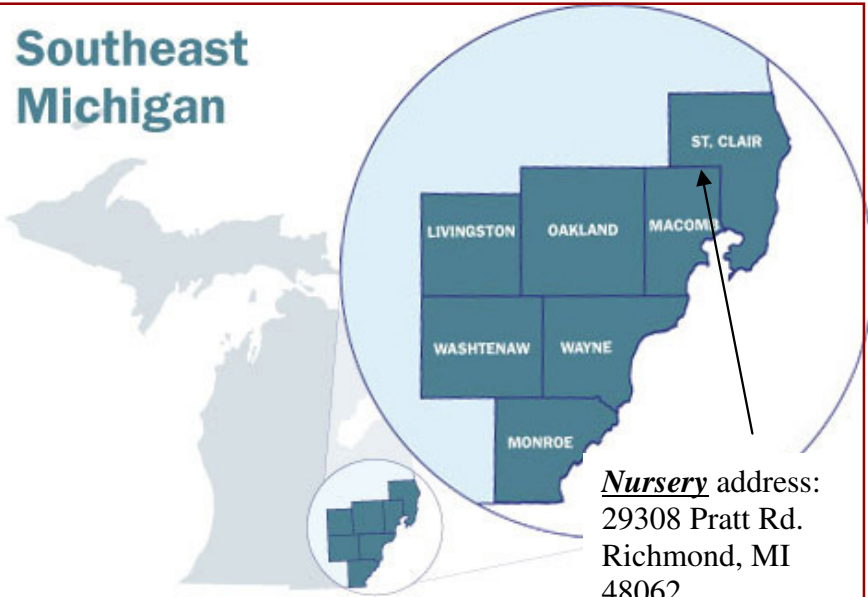 Southeast
Michigan
ST. CLAIR
LIVINGSTON
OAKLAND
MACOMB
WASHTENAW
WAYNE
MONROE
Nursery address:
29308 Pratt Rd.
Richmond, MI
48062